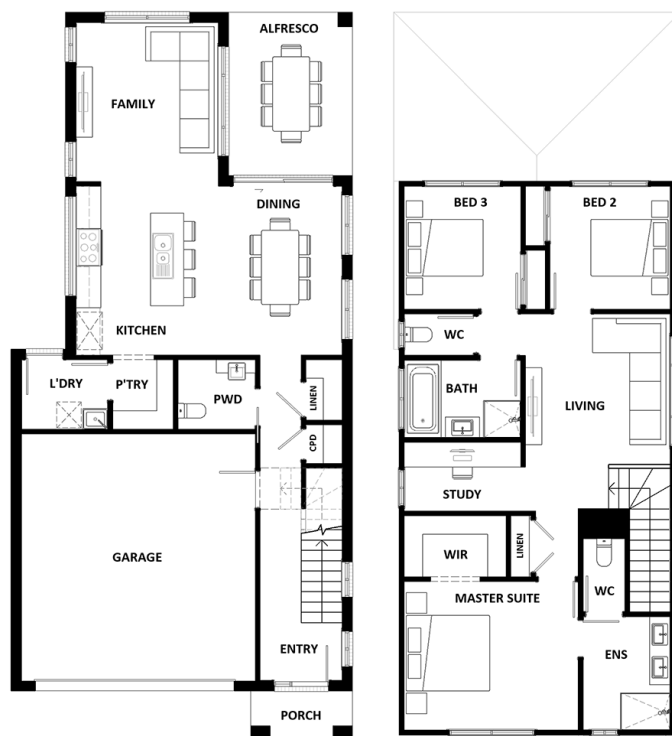 ALFRESCO
FAMILY
DINING
KITCHEN
L'DRY
P'TRY
PWD
LINEN
CPD
GARAGE
ENTRY
PORCH
BED 3
BED 2
WC
BATH
LIVING
STUDY
WIR
LINEN
WC
MASTER SUITE
ENS